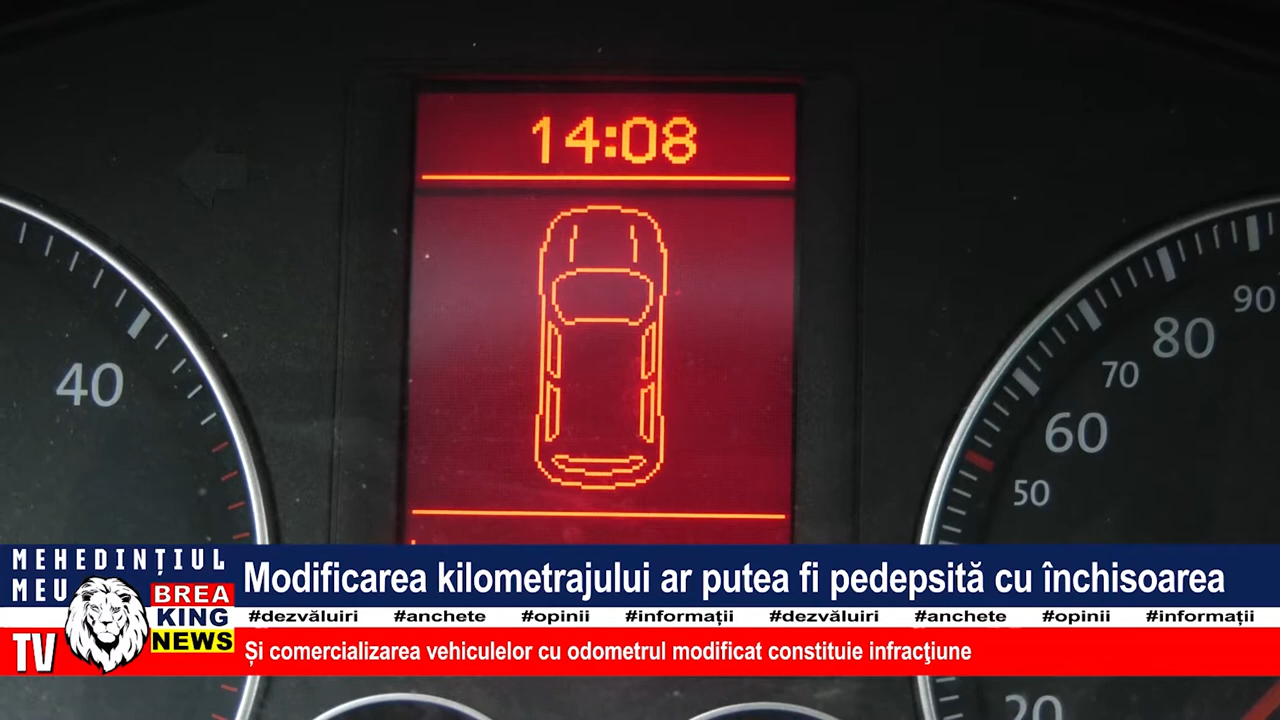 14:08
40
90
80
70
60
50
20
MEHEDINȚIUL
MEU
TV
BREA
KING
NEWS
Modificarea kilometrajului ar putea fi pedepsită cu închisoarea
#dezvăluiri #anchete #opinii #informații #dezvăluiri #anchete #opinii #informații
Și comercializarea vehiculelor cu odometrul modificat constituie infracţiune